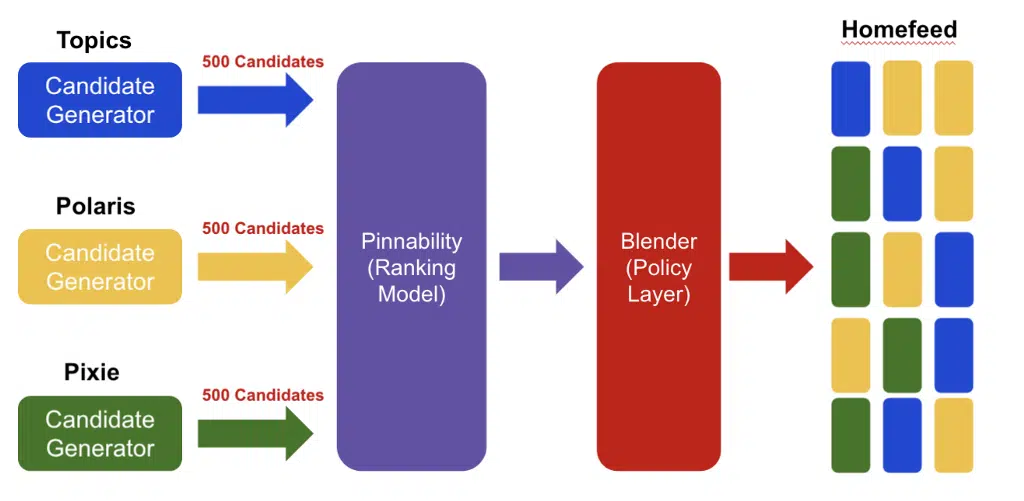 Topics
500 Candidates
Candidate
Generator
Polaris
500 Candidates
Candidate
Generator
Pixie
500 Candidates
Candidate
Generator
Pinnability
(Ranking
Model)
Blender
(Policy
Layer)
Homefeed